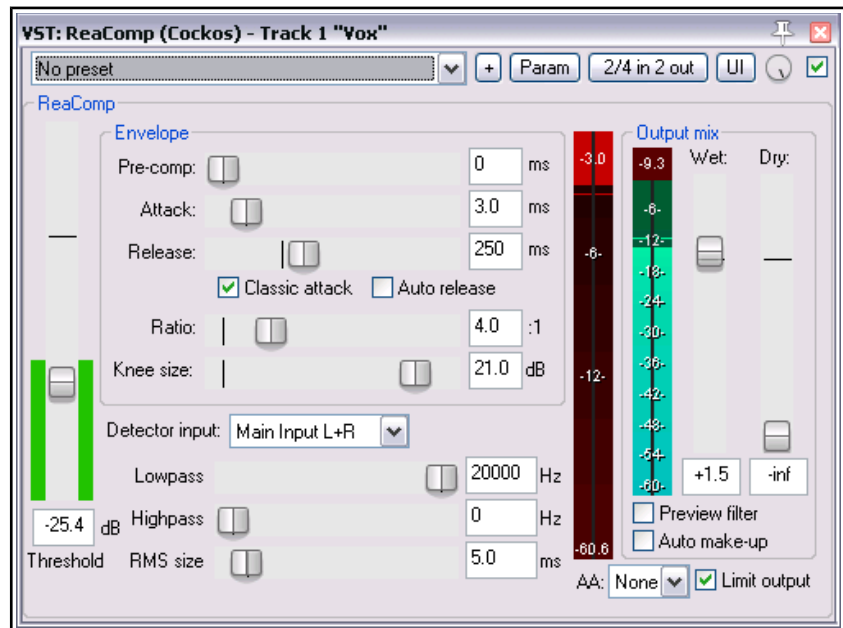 VST: ReaComp (Cockos) - Track 1 "Vox"
No preset
+
Param
2/4 in 2 out
UI
ReaComp
Envelope
Pre-comp: 0 ms
Attack: 3.0 ms
Release: 250 ms
Classic attack Auto release
Ratio: 4.0 :1
Knee size: 21.0 dB
Detector input: Main Input L+R
Lowpass 20000 Hz
Highpass 0 Hz
RMS size 5.0 ms
-25.4 dB
Threshold
-3.0
-6-
-12-
-60.6
Output mix
Wet: Dry:
-9.3
-6-
-12-
-18-
-24-
-30-
-36-
-42-
-48-
-54-
-60-
+1.5 -inf
Preview filter
Auto make-up
AA: None Limit output